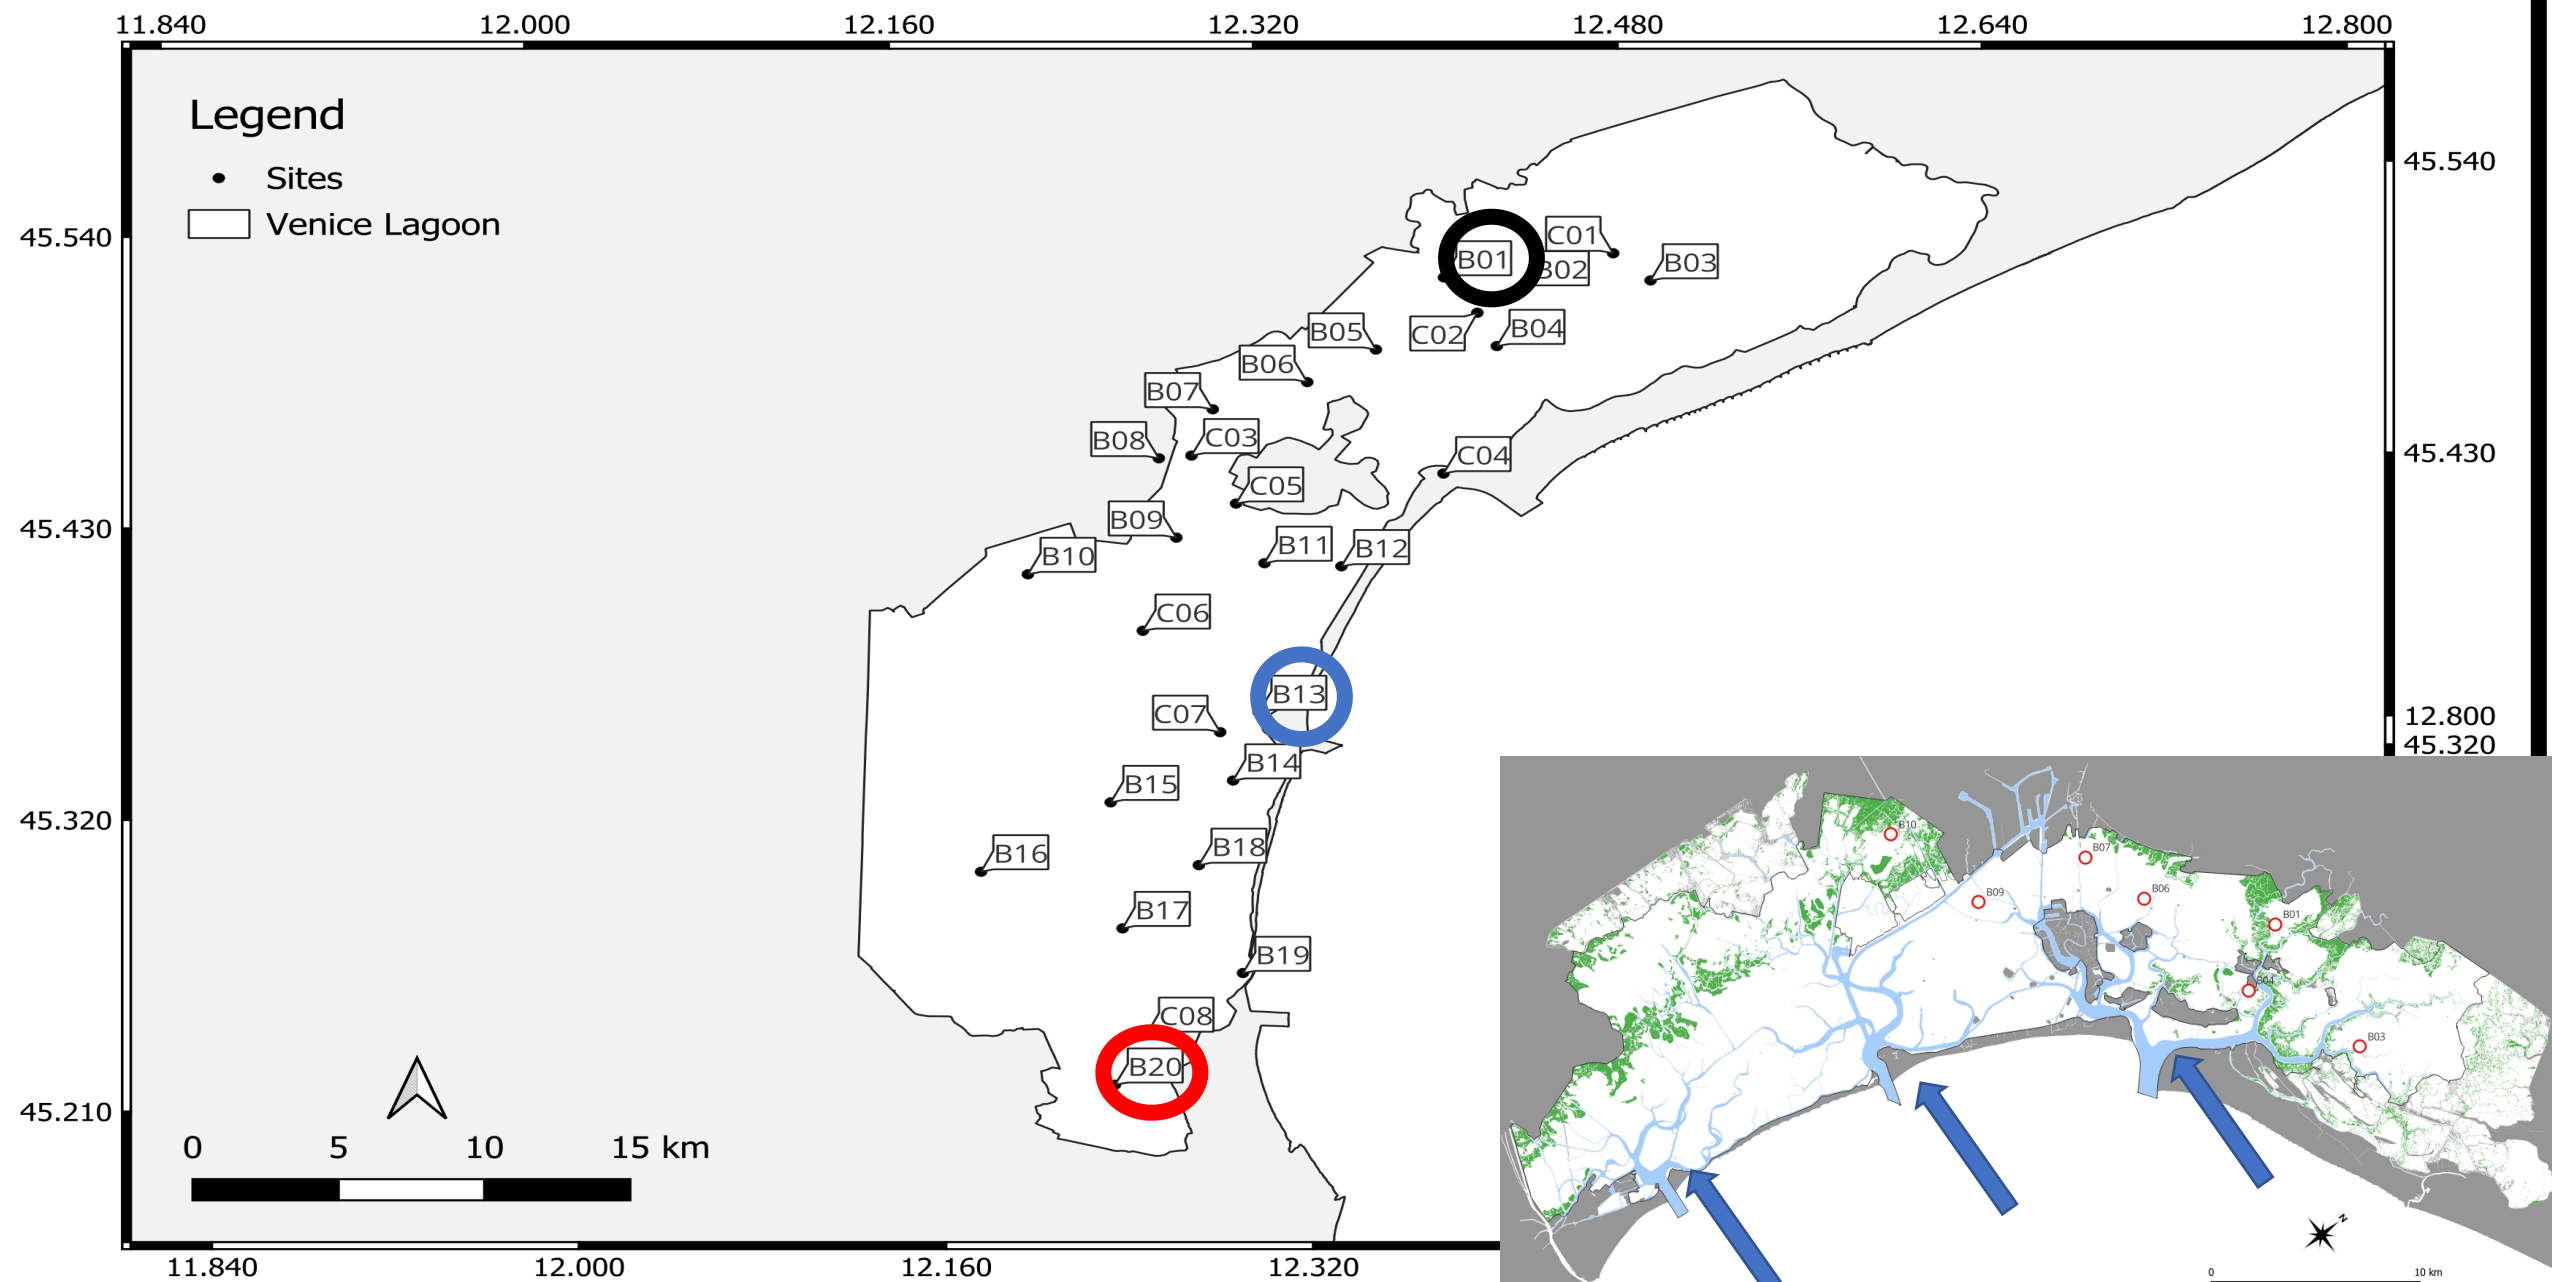 11.840 12.000 12.160 12.320 12.480 12.640 12.800
Legend
Sites
Venice Lagoon
45.540
45.540
C01
B01
B02
B03
B05
C02
B04
B06
B07
B08
C03
C04
45.430
C05
B09
45.430
B10
B11
B12
C06
B13
C07
12.800
45.320
B14
B15
45.320
B18
B16
B17
B19
C08
B20
45.210
0 5 10 15 km
11.840 12.000 12.160 12.320
B10
B07
B09
B06
B01
B04
B03
N
0 10 km